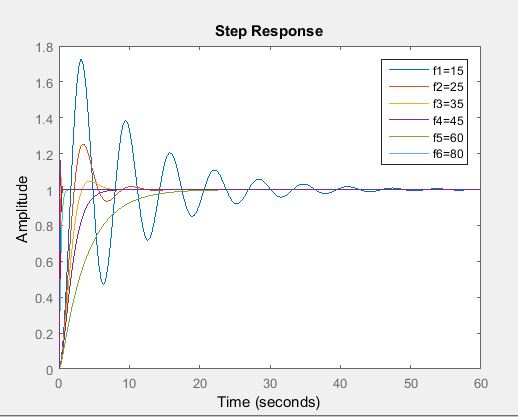 Step Response
1.8
1.6
1.4
1.2
1
0.8
0.6
0.4
0.2
0
Amplitude
f1=15
f2=25
f3=35
f4=45
f5=60
f6=80
0 10 20 30 40 50 60
Time (seconds)